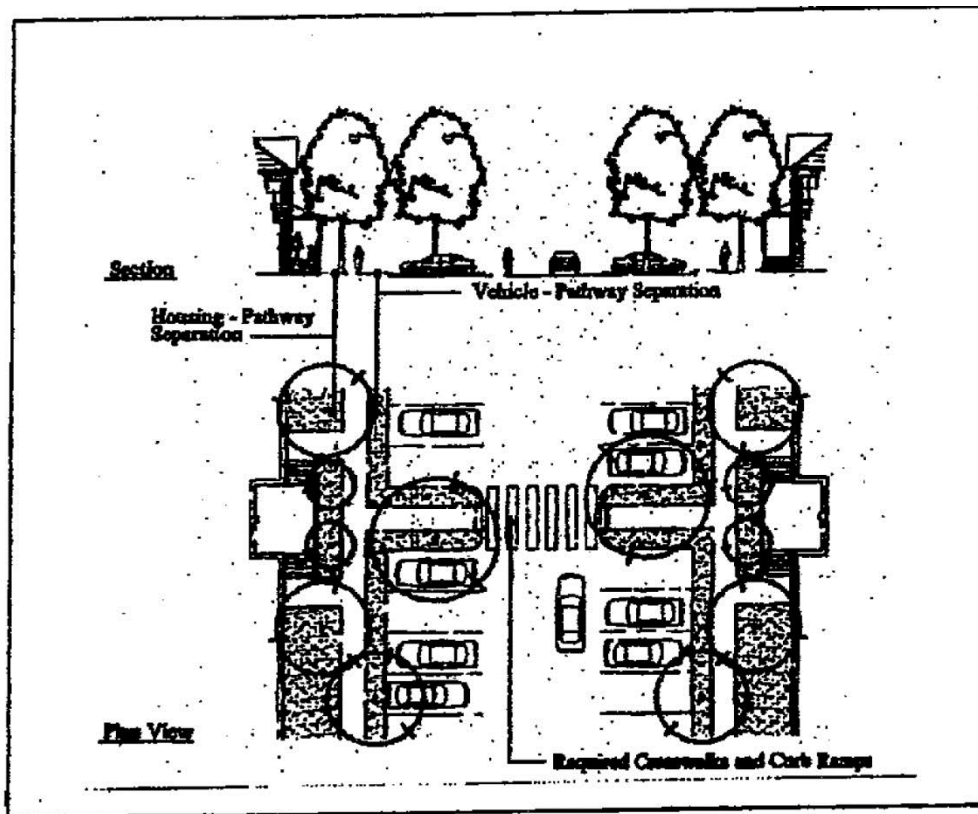 Section
Vehicle - Pathway Separation
Housing - Pathway
Separation
Plan View
Required Crosswalks and Curb Ramps